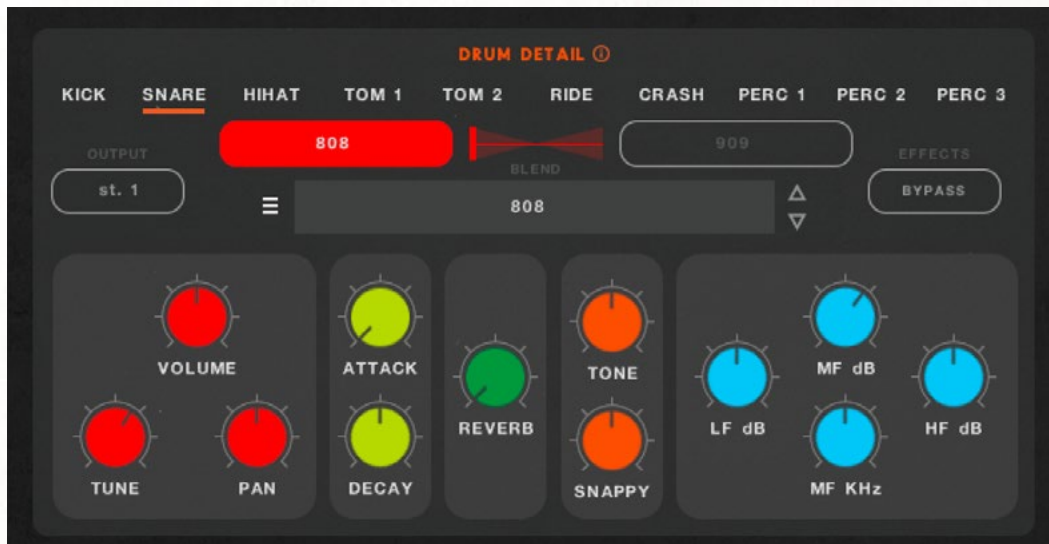 DRUM DETAIL
KICK SNARE HIHAT TOM 1 TOM 2 RIDE CRASH PERC 1 PERC 2 PERC 3
808 909
OUTPUT BLEND EFFECTS
st. 1 808 BYPASS
VOLUME ATTACK TONE MF dB
REVERB LF dB HF dB
TUNE PAN DECAY SNAPPY MF KHz